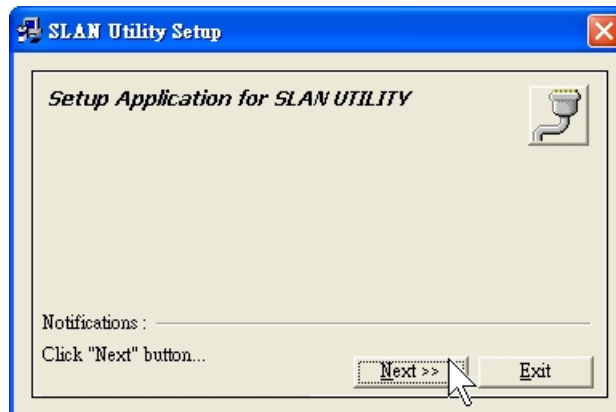 SLAN Utility Setup
Setup Application for SLAN UTILITY
Notifications :
Click "Next" button...
Next >>
Exit